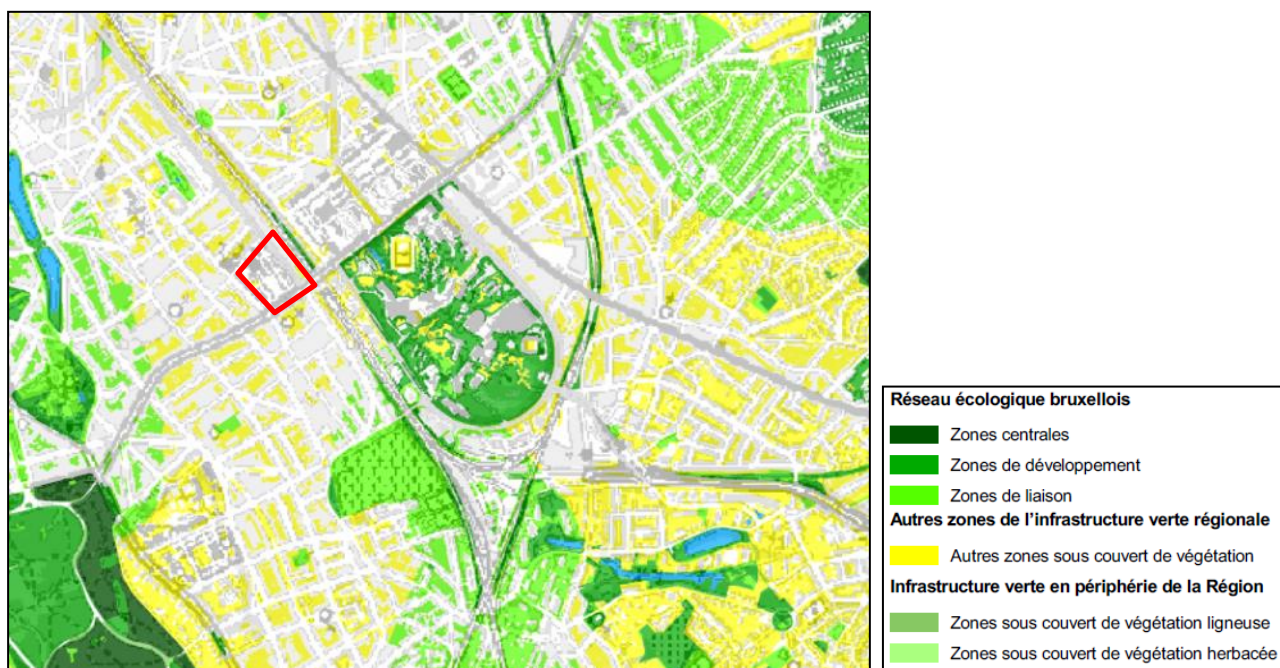 Réseau écologique bruxellois
Zones centrales
Zones de développement
Zones de liaison
Autres zones de l'infrastructure verte régionale
Autres zones sous couvert de végétation
Infrastructure verte en périphérie de la Région
Zones sous couvert de végétation ligneuse
Zones sous couvert de végétation herbacée